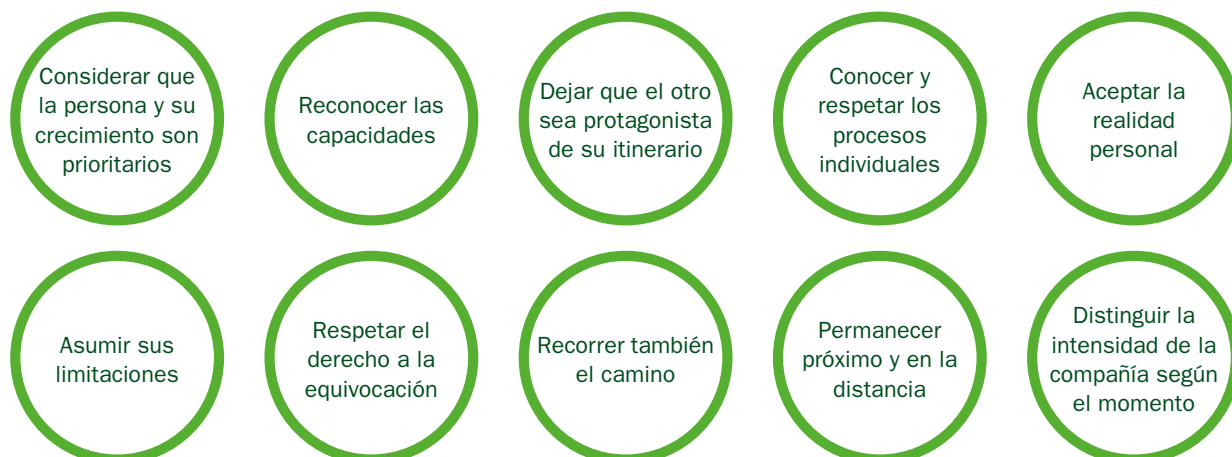 Considerar que
la persona y su
crecimiento son
prioritarios
Reconocer las
capacidades
Dejar que el otro
sea protagonista
de su itinerario
Conocer y
respetar los
procesos
individuales
Aceptar la
realidad
personal
Asumir sus
limitaciones
Respetar el
derecho a la
equivocación
Recorrer también
el camino
Permanecer
próximo y en la
distancia
Distinguir la
intensidad de la
compañía según
el momento